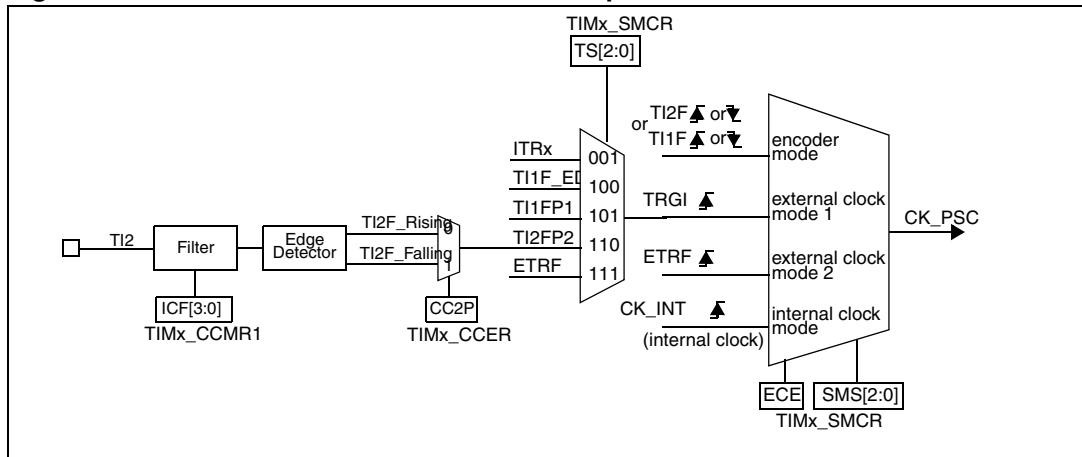 TIMx_SMCR
TS[2:0]
TI2F or
or TI1F or
encoder mode
ITRx
001
TI1F_ED
100
TI1FP1
101
TRGI
external clock mode 1
CK_PSC
TI2
Filter
Edge Detector
TI2F_Rising
0
TI2F_Falling
1
TI2FP2
110
ETRF
111
ETRF
external clock mode 2
CK_INT
(internal clock)
internal clock mode
ICF[3:0]
TIMx_CCMR1
CC2P
TIMx_CCER
ECE
SMS[2:0]
TIMx_SMCR